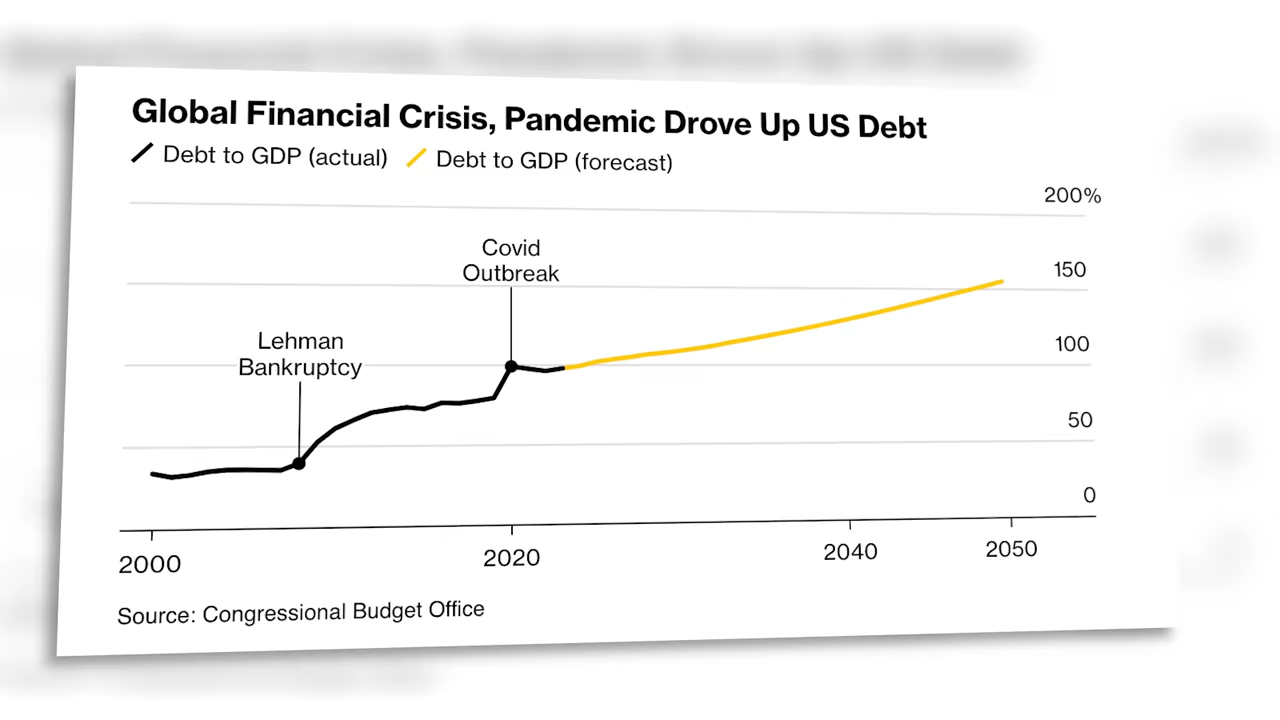 Global Financial Crisis, Pandemic Drove Up US Debt
Debt to GDP (actual) Debt to GDP (forecast)
200%
Covid
Outbreak
150
Lehman
Bankruptcy
100
50
0
2000 2020 2040 2050
Source: Congressional Budget Office